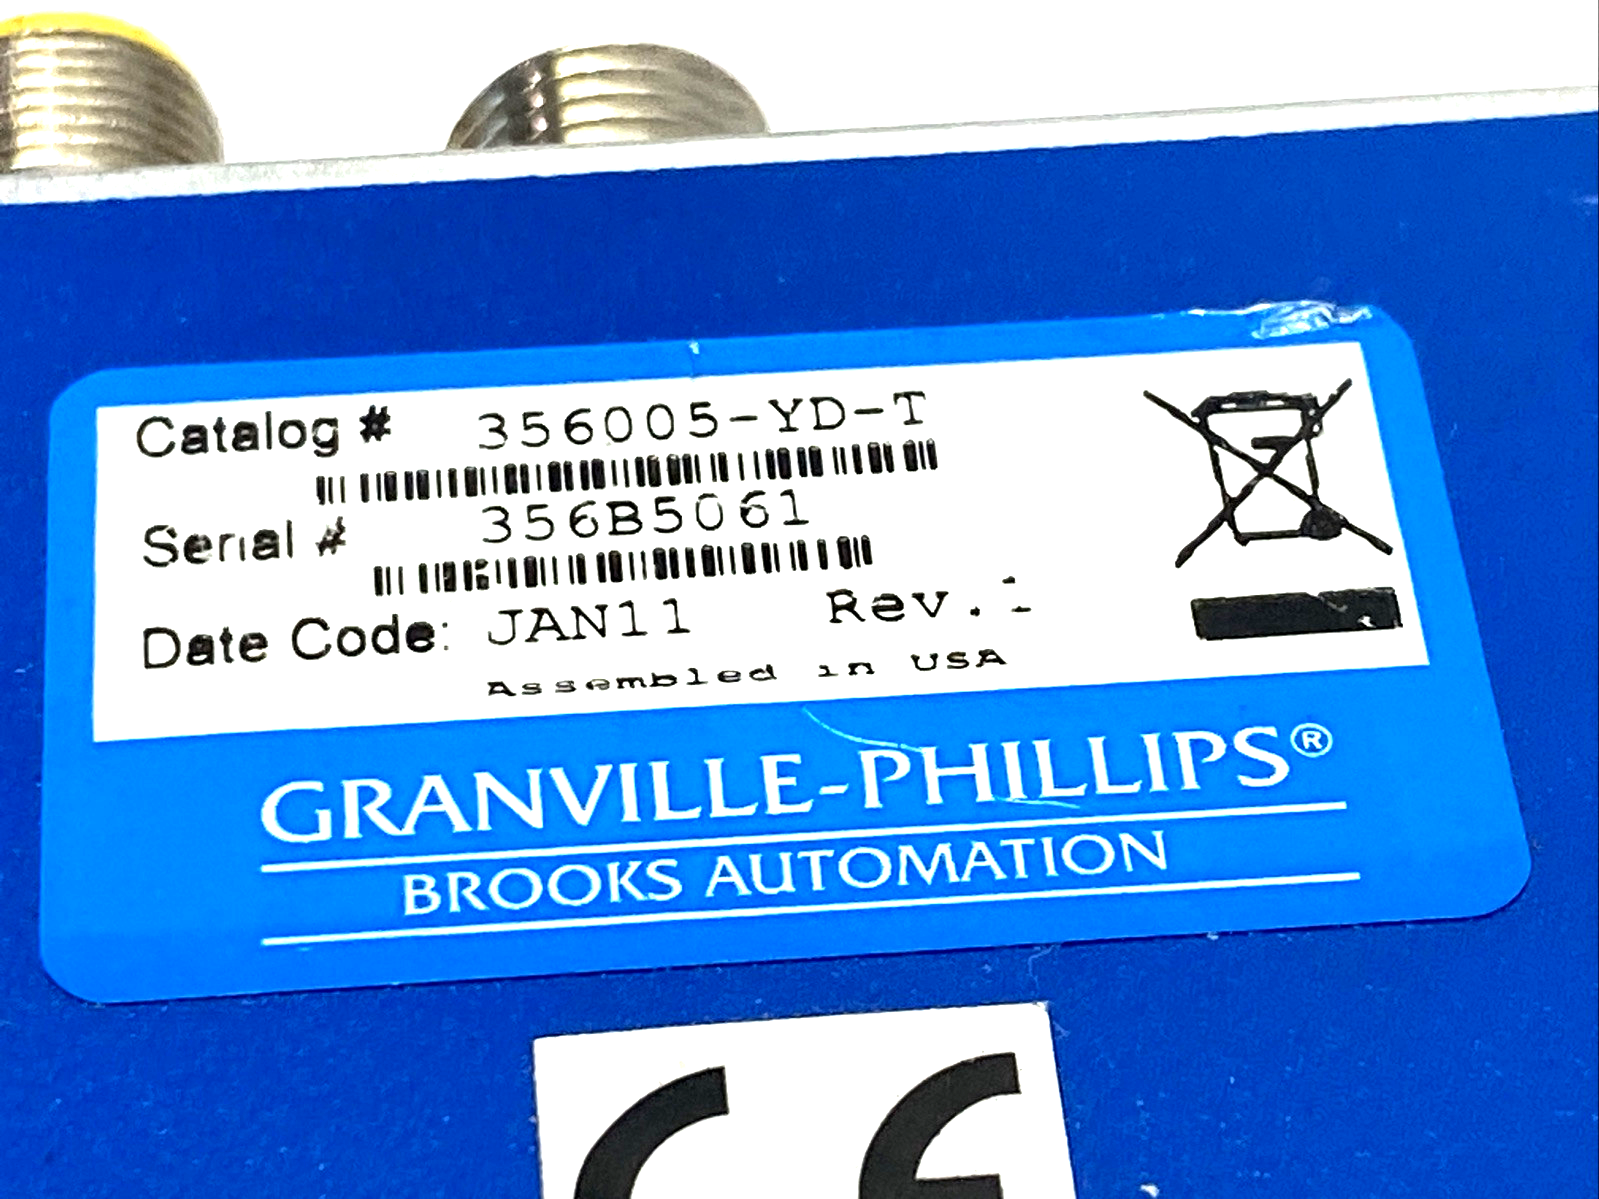 Catalog # 356005-YD-T
Serial # 356B5061
Date Code: JAN11 Rev.
Assembled in USA
GRANVILLE-PHILLIPS®
BROOKS AUTOMATION
CE